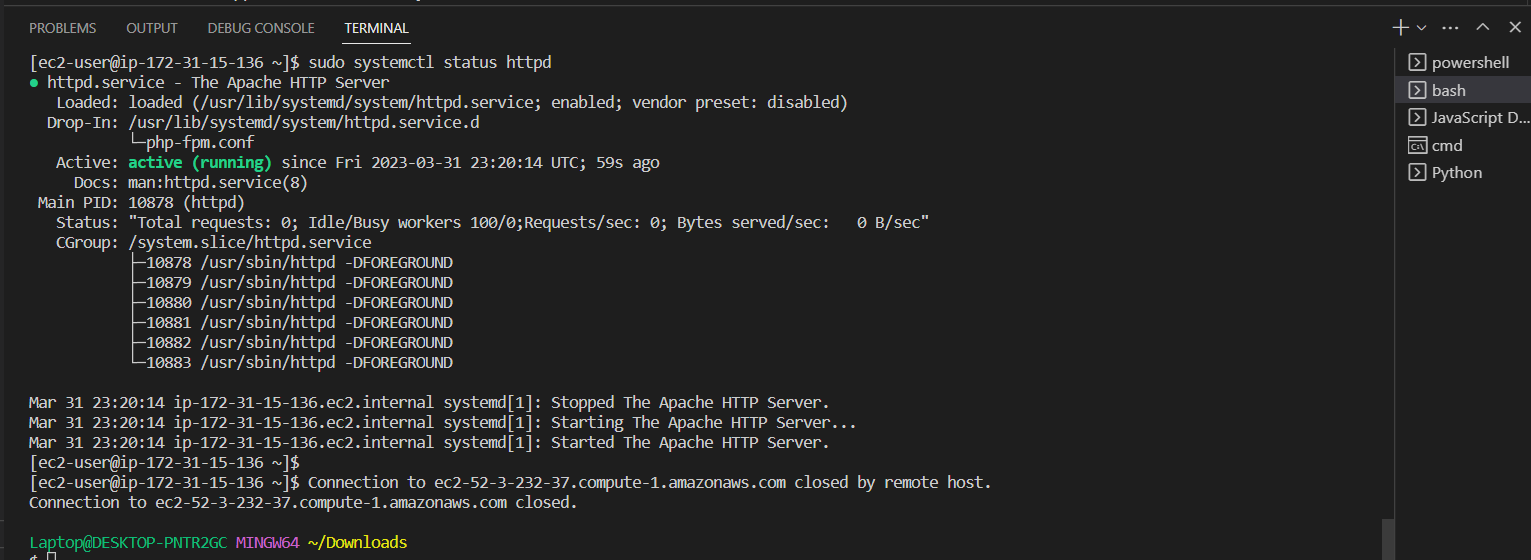 PROBLEMS OUTPUT DEBUG CONSOLE TERMINAL
[ec2-user@ip-172-31-15-136 ~]$ sudo systemctl status httpd
● httpd.service - The Apache HTTP Server
   Loaded: loaded (/usr/lib/systemd/system/httpd.service; enabled; vendor preset: disabled)
  Drop-In: /usr/lib/systemd/system/httpd.service.d
           └─php-fpm.conf
   Active: active (running) since Fri 2023-03-31 23:20:14 UTC; 59s ago
     Docs: man:httpd.service(8)
 Main PID: 10878 (httpd)
   Status: "Total requests: 0; Idle/Busy workers 100/0;Requests/sec: 0; Bytes served/sec:   0 B/sec"
   CGroup: /system.slice/httpd.service
           ├─10878 /usr/sbin/httpd -DFOREGROUND
           ├─10879 /usr/sbin/httpd -DFOREGROUND
           ├─10880 /usr/sbin/httpd -DFOREGROUND
           ├─10881 /usr/sbin/httpd -DFOREGROUND
           ├─10882 /usr/sbin/httpd -DFOREGROUND
           └─10883 /usr/sbin/httpd -DFOREGROUND
Mar 31 23:20:14 ip-172-31-15-136.ec2.internal systemd[1]: Stopped The Apache HTTP Server.
Mar 31 23:20:14 ip-172-31-15-136.ec2.internal systemd[1]: Starting The Apache HTTP Server...
Mar 31 23:20:14 ip-172-31-15-136.ec2.internal systemd[1]: Started The Apache HTTP Server.
[ec2-user@ip-172-31-15-136 ~]$
[ec2-user@ip-172-31-15-136 ~]$ Connection to ec2-52-3-232-37.compute-1.amazonaws.com closed by remote host.
Connection to ec2-52-3-232-37.compute-1.amazonaws.com closed.
Laptop@DESKTOP-PNTR2GC MINGW64 ~/Downloads
$
powershell
bash
JavaScript D...
cmd
Python